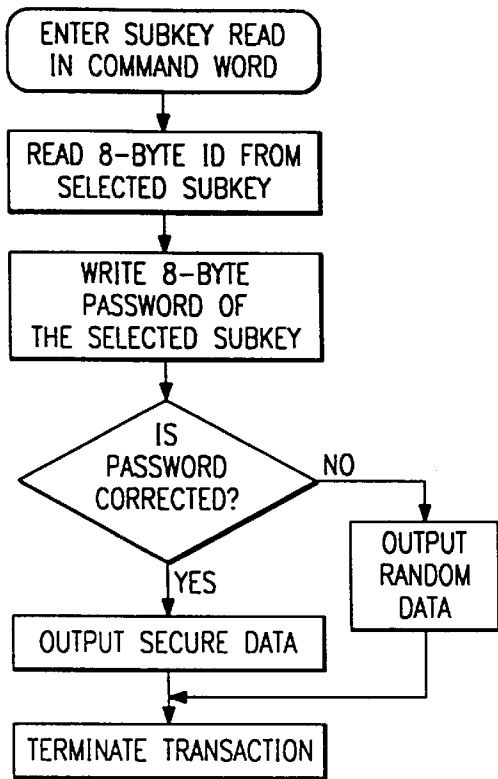 ENTER SUBKEY READ
IN COMMAND WORD
READ 8-BYTE ID FROM
SELECTED SUBKEY
WRITE 8-BYTE
PASSWORD OF
THE SELECTED SUBKEY
IS
PASSWORD
CORRECTED?
NO
YES
OUTPUT
RANDOM
DATA
OUTPUT SECURE DATA
TERMINATE TRANSACTION